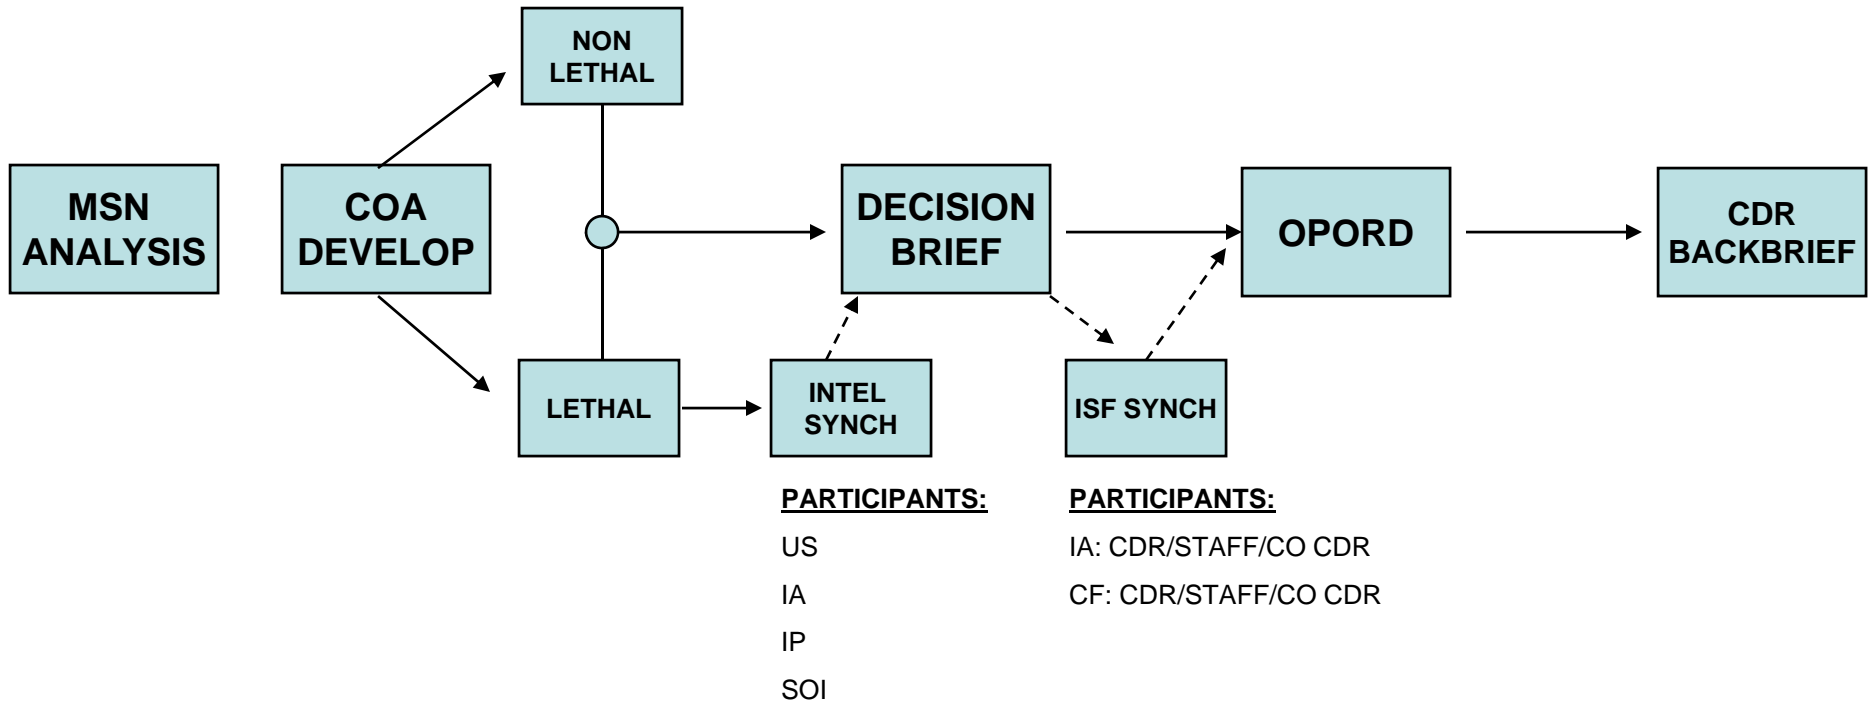 NON
LETHAL
MSN
ANALYSIS
COA
DEVELOP
DECISION
BRIEF
OPORD
CDR
BACKBRIEF
LETHAL
INTEL
SYNCH
ISF SYNCH
PARTICIPANTS:
US
IA
IP
SOI
PARTICIPANTS:
IA: CDR/STAFF/CO CDR
CF: CDR/STAFF/CO CDR